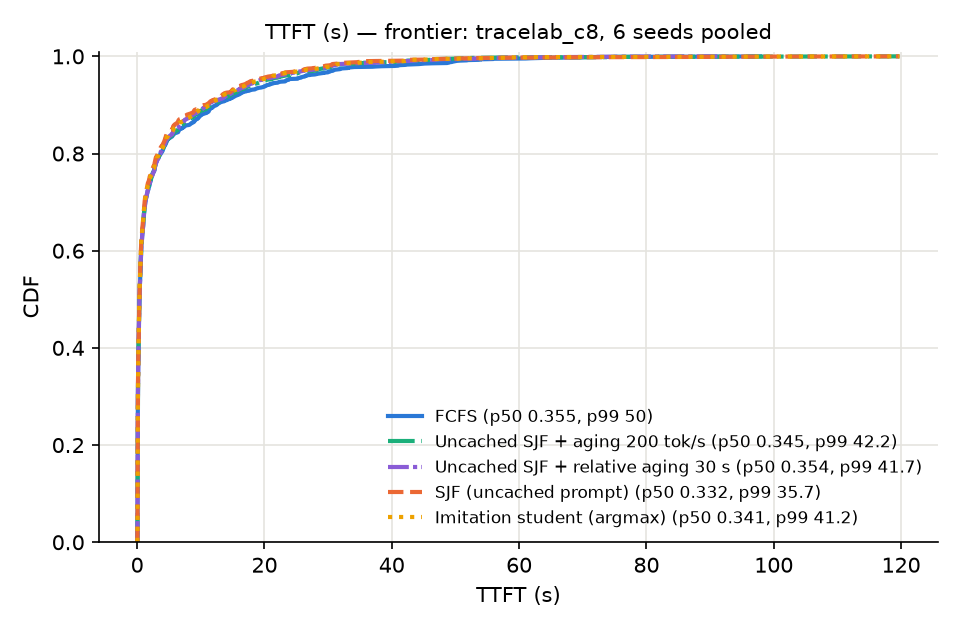 TTFT (s) — frontier: tracelab_c8, 6 seeds pooled
1.0
0.8
0.6
0.4
0.2
0.0
CDF
FCFS (p50 0.355, p99 50)
Uncached SJF + aging 200 tok/s (p50 0.345, p99 42.2)
Uncached SJF + relative aging 30 s (p50 0.354, p99 41.7)
SJF (uncached prompt) (p50 0.332, p99 35.7)
Imitation student (argmax) (p50 0.341, p99 41.2)
0 20 40 60 80 100 120
TTFT (s)